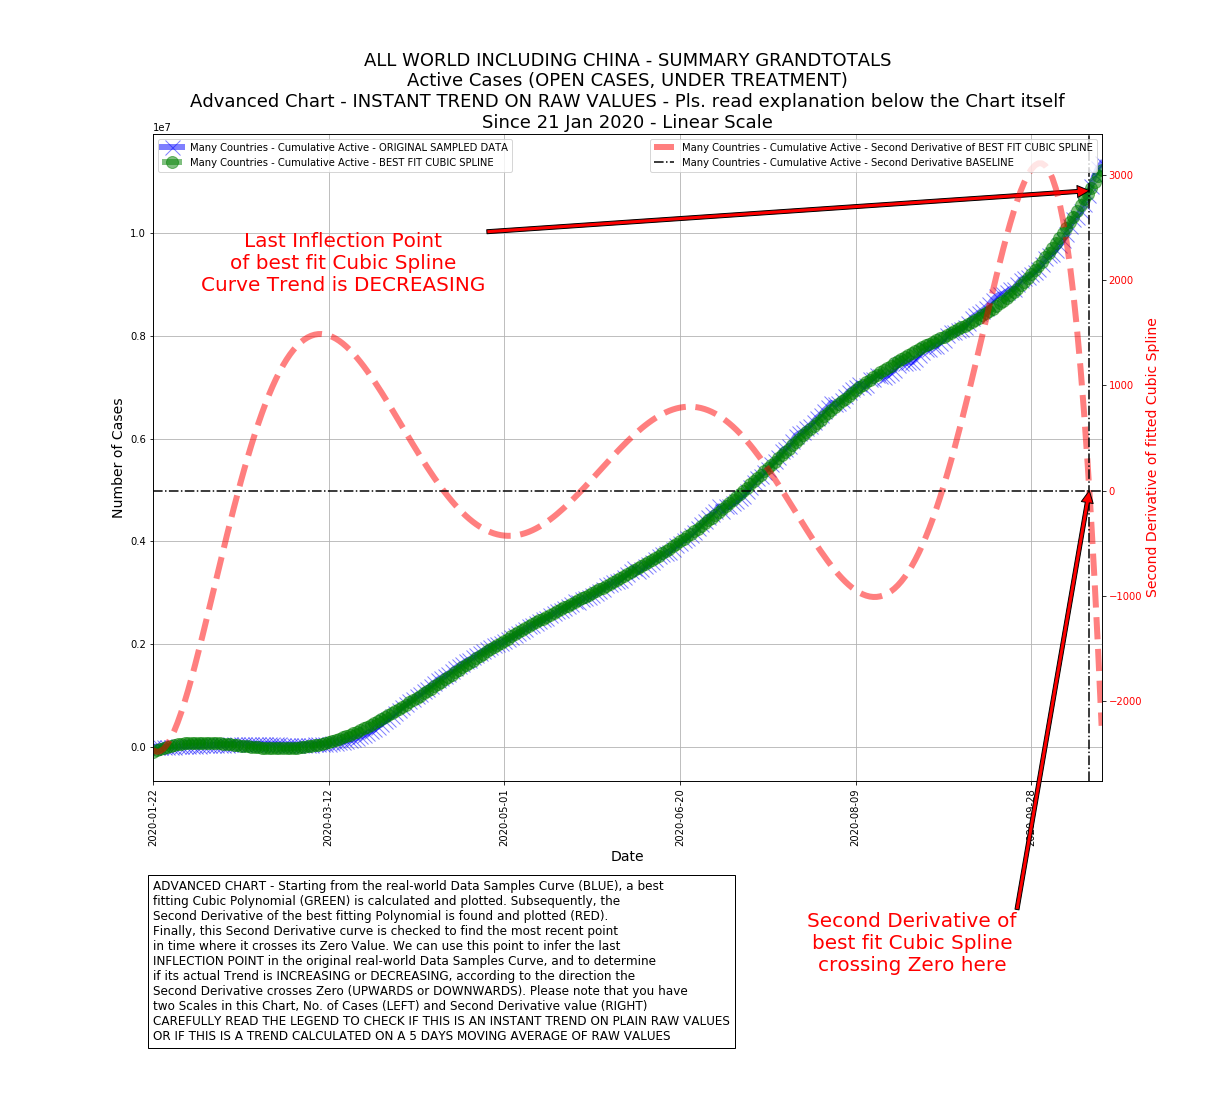 ALL WORLD INCLUDING CHINA - SUMMARY GRANDTOTALS
Active Cases (OPEN CASES, UNDER TREATMENT)
Advanced Chart - INSTANT TREND ON RAW VALUES - Pls. read explanation below the Chart itself
Since 21 Jan 2020 - Linear Scale
1e7
Many Countries - Cumulative Active - ORIGINAL SAMPLED DATA
Many Countries - Cumulative Active - BEST FIT CUBIC SPLINE
Many Countries - Cumulative Active - Second Derivative of BEST FIT CUBIC SPLINE
Many Countries - Cumulative Active - Second Derivative BASELINE
Last Inflection Point
of best fit Cubic Spline
Curve Trend is DECREASING
Number of Cases
1.0
0.8
0.6
0.4
0.2
0.0
3000
2000
1000
0
−1000
−2000
Second Derivative of fitted Cubic Spline
2020-01-22
2020-03-12
2020-05-01
2020-06-20
2020-08-09
2020-09-28
Date
ADVANCED CHART - Starting from the real-world Data Samples Curve (BLUE), a best
fitting Cubic Polynomial (GREEN) is calculated and plotted. Subsequently, the
Second Derivative of the best fitting Polynomial is found and plotted (RED).
Finally, this Second Derivative curve is checked to find the most recent point
in time where it crosses its Zero Value. We can use this point to infer the last
INFLECTION POINT in the original real-world Data Samples Curve, and to determine
if its actual Trend is INCREASING or DECREASING, according to the direction the
Second Derivative crosses Zero (UPWARDS or DOWNWARDS). Please note that you have
two Scales in this Chart, No. of Cases (LEFT) and Second Derivative value (RIGHT)
CAREFULLY READ THE LEGEND TO CHECK IF THIS IS AN INSTANT TREND ON PLAIN RAW VALUES
OR IF THIS IS A TREND CALCULATED ON A 5 DAYS MOVING AVERAGE OF RAW VALUES
Second Derivative of
best fit Cubic Spline
crossing Zero here